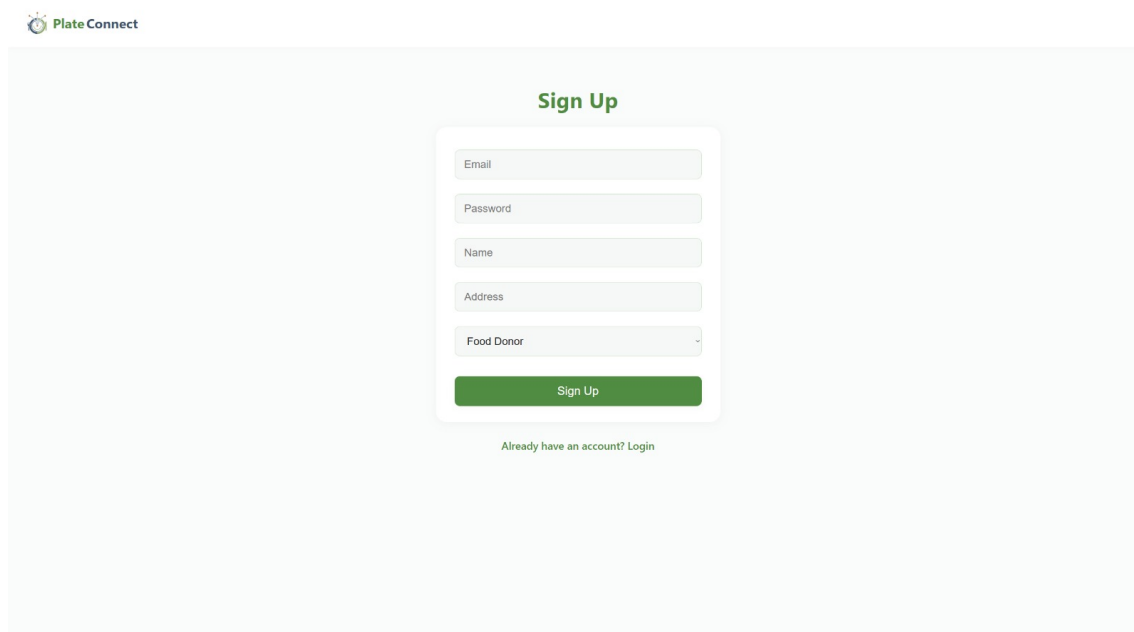 Plate Connect
Sign Up
Email
Password
Name
Address
Food Donor
Sign Up
Already have an account? Login